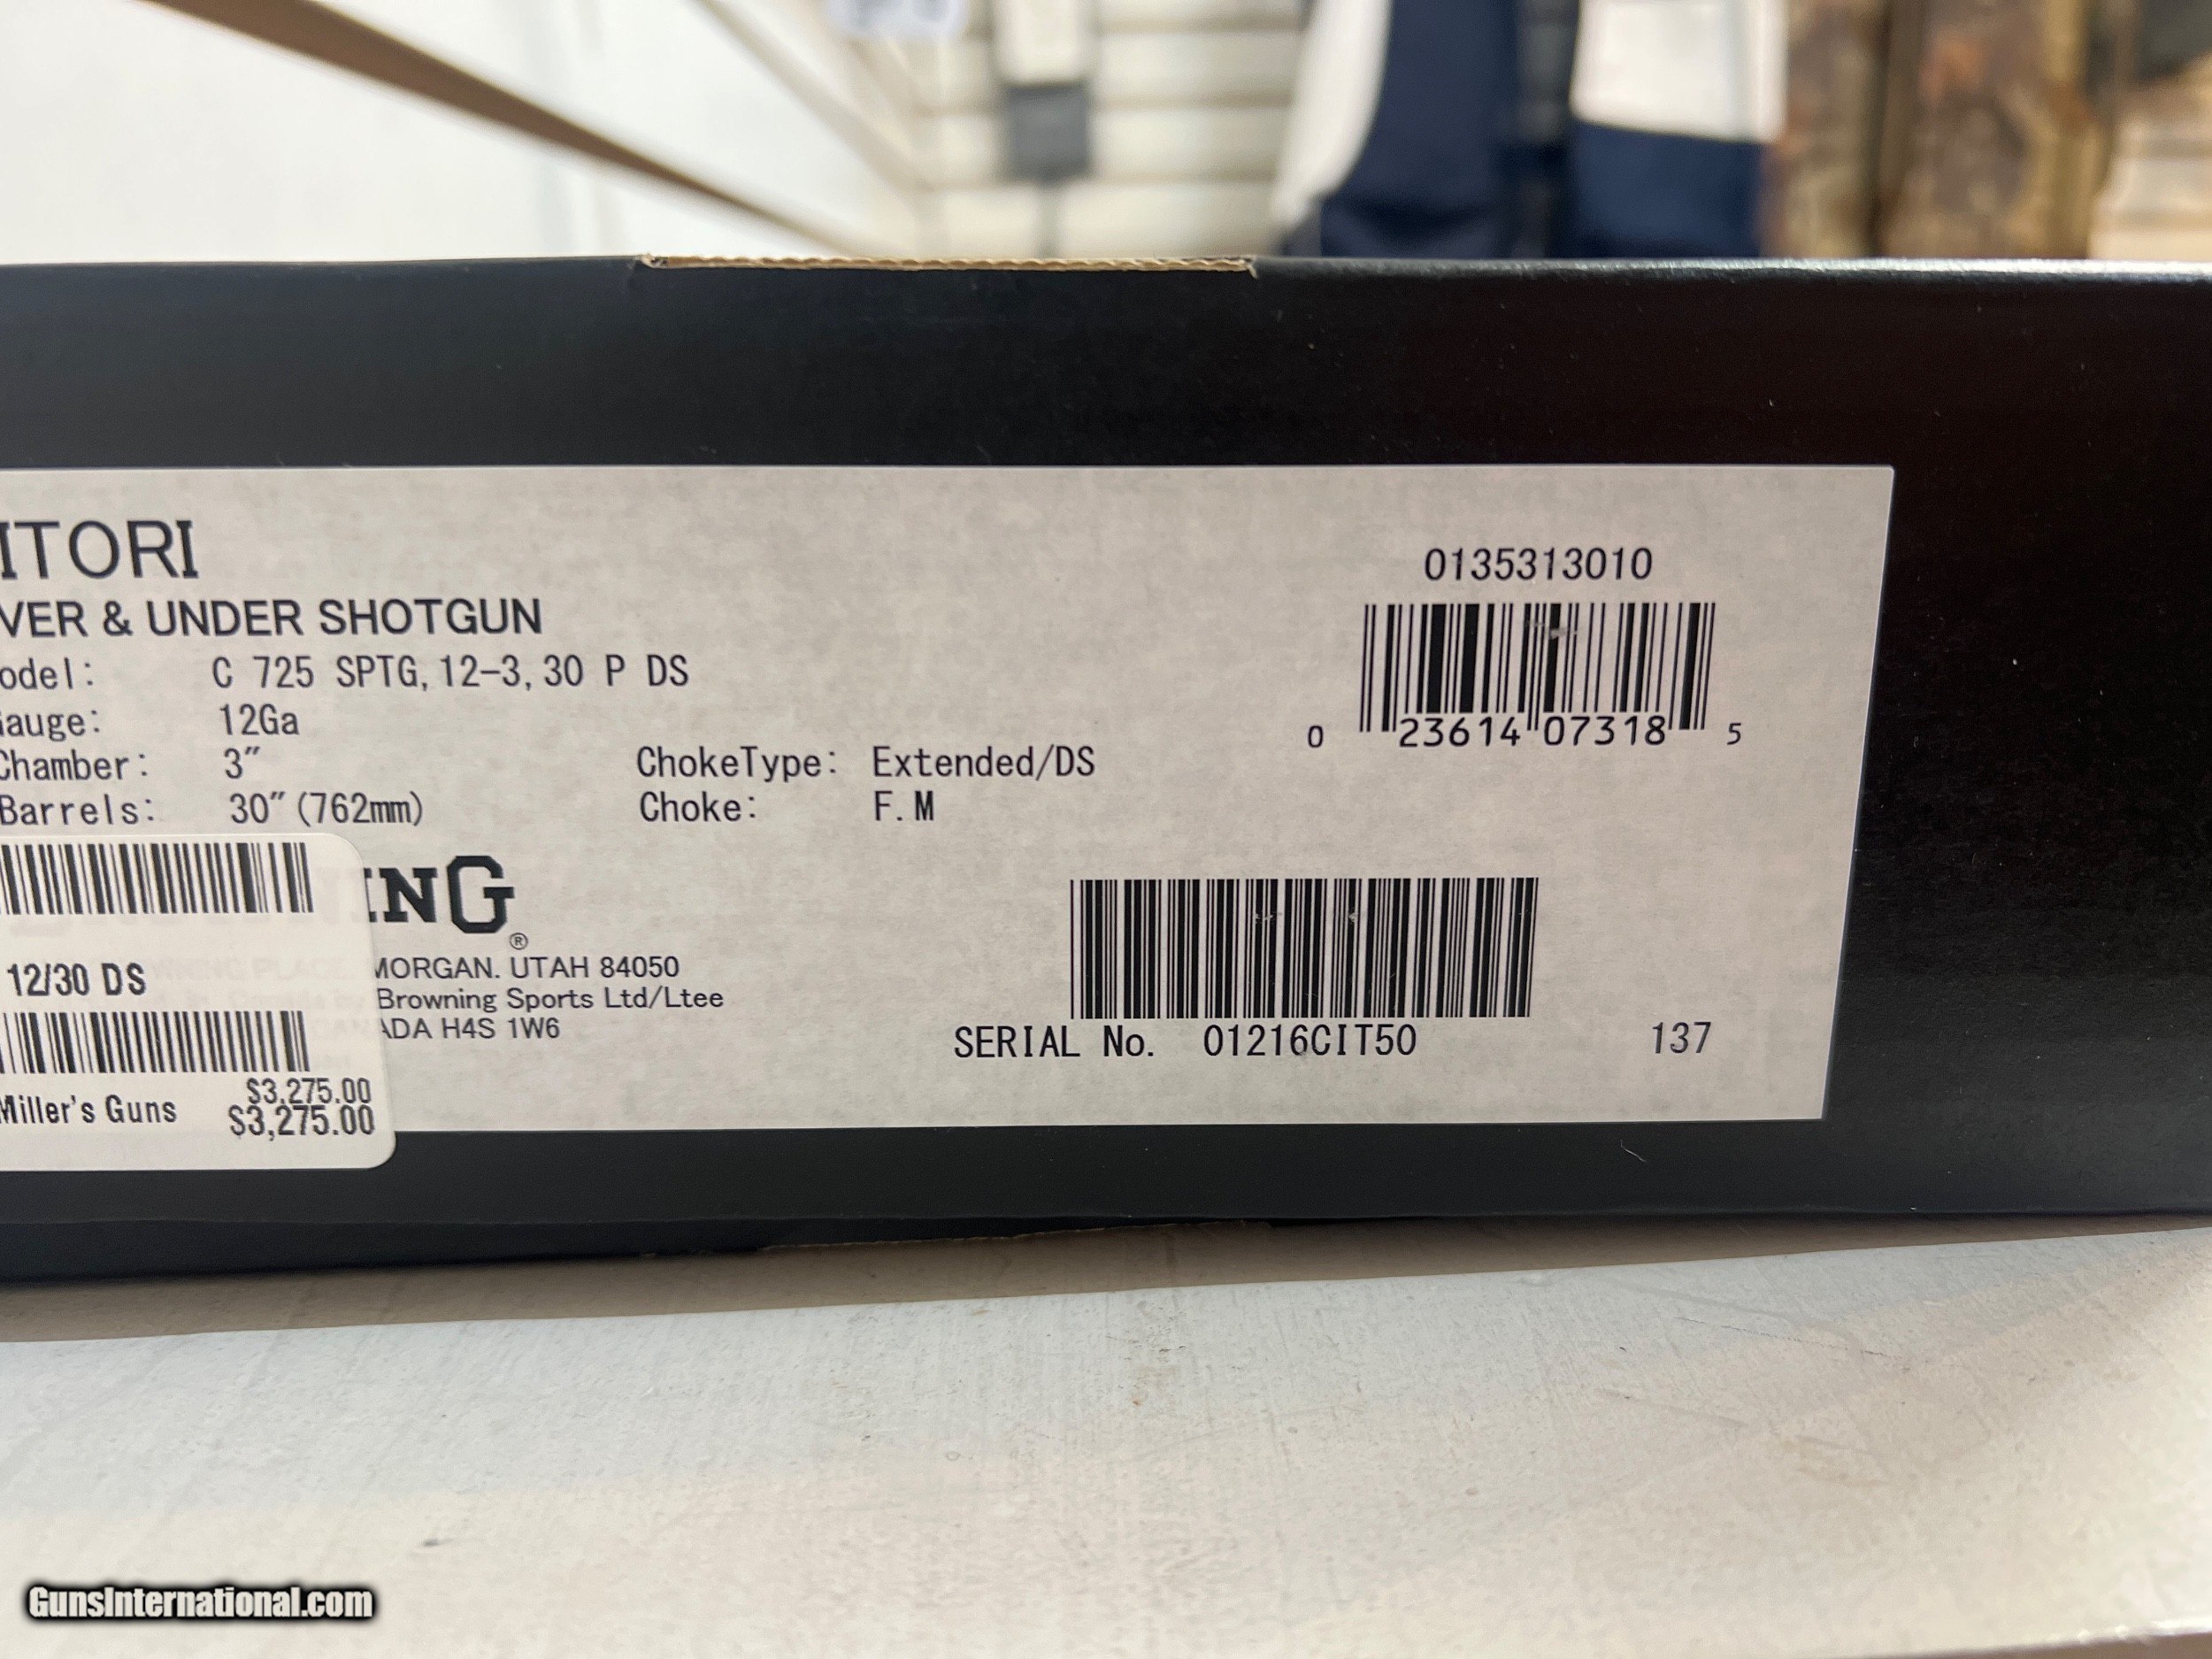 ITORI
VER & UNDER SHOTGUN
odel: C 725 SPTG, 12-3, 30 P DS
auge: 12Ga
Chamber: 3″
Barrels: 30″ (762mm)
ChokeType: Extended/DS
Choke: F. M
0135313010
0 23614 07318 5
ING®
MORGAN. UTAH 84050
Browning Sports Ltd/Ltee
ADA H4S 1W6
12/30 DS
Miller's Guns
$3,275.00
$3,275.00
SERIAL No. 01216CIT50
137
GunsInternational.com